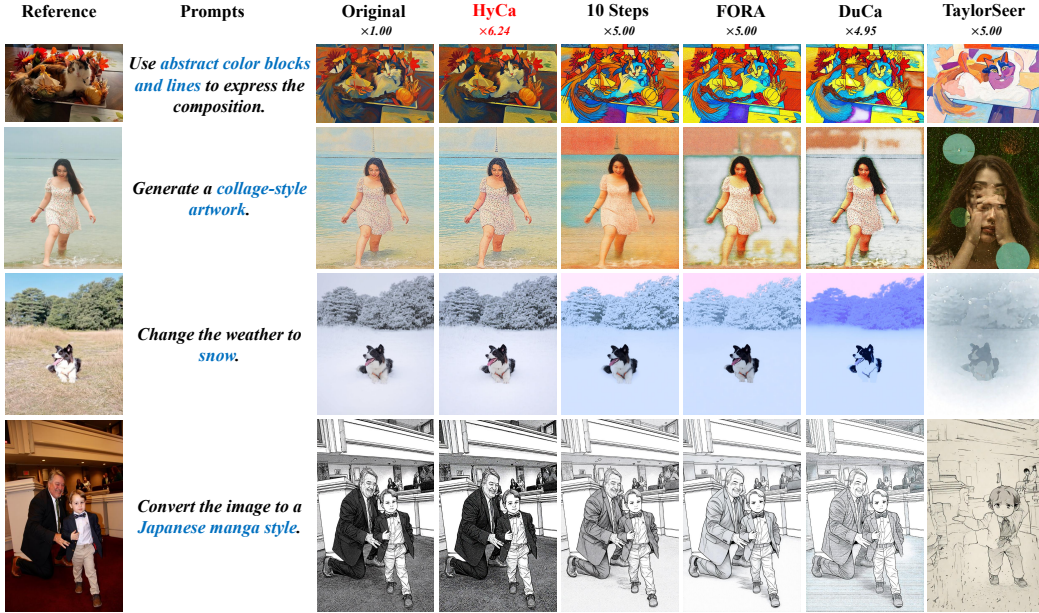 Reference Prompts Original HyCa 10 Steps FORA DuCa TaylorSeer
×1.00 ×6.24 ×5.00 ×5.00 ×4.95 ×5.00
Use abstract color blocks
and lines to express the
composition.
Generate a collage-style
artwork.
Change the weather to
snow.
Convert the image to a
Japanese manga style.